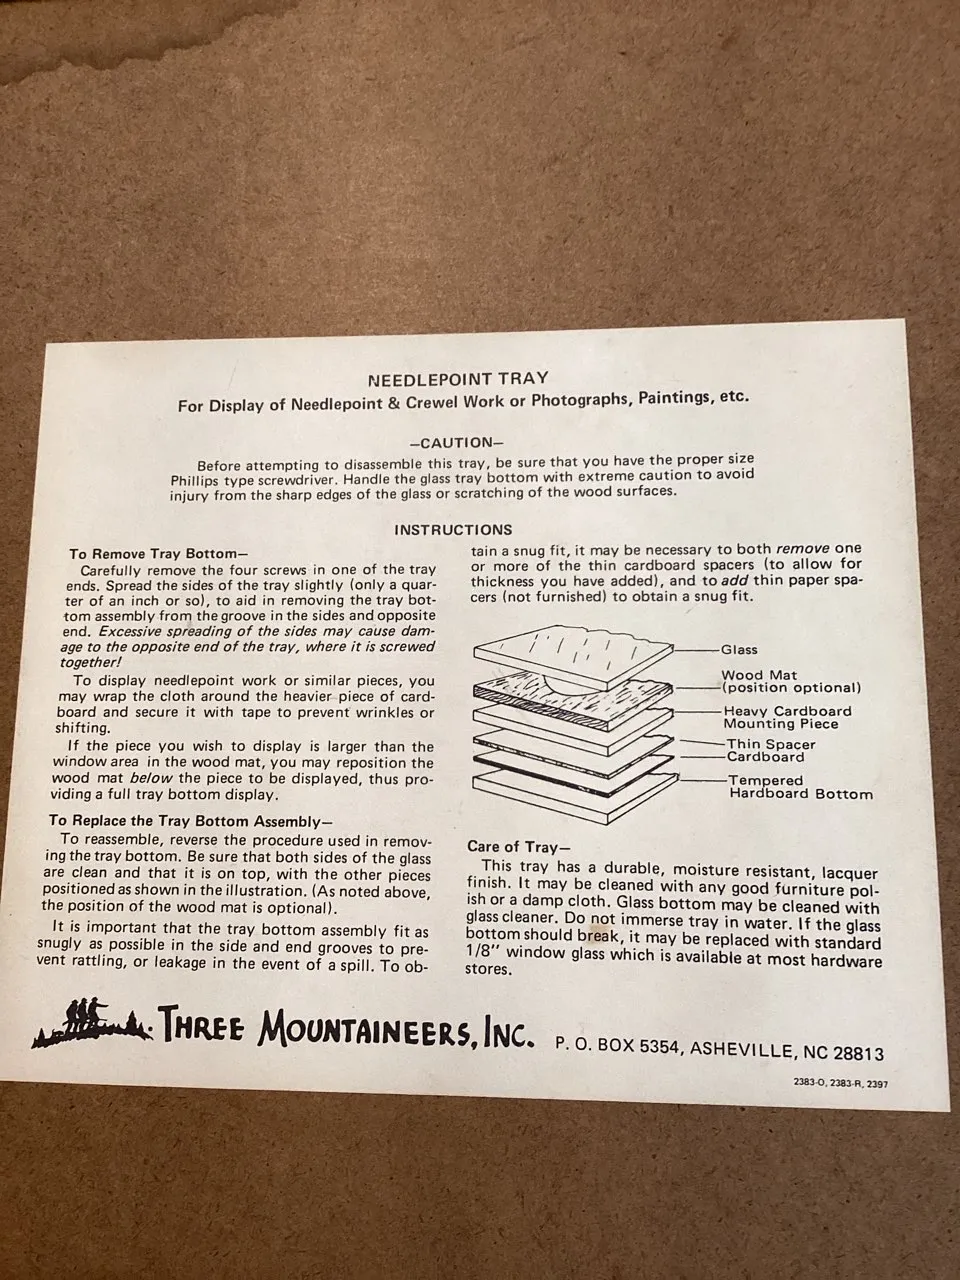 NEEDLEPOINT TRAY
For Display of Needlepoint & Crewel Work or Photographs, Paintings, etc.
—CAUTION—
Before attempting to disassemble this tray, be sure that you have the proper size
Phillips type screwdriver. Handle the glass tray bottom with extreme caution to avoid
injury from the sharp edges of the glass or scratching of the wood surfaces.
INSTRUCTIONS
To Remove Tray Bottom—
Carefully remove the four screws in one of the tray
ends. Spread the sides of the tray slightly (only a quar-
ter of an inch or so), to aid in removing the tray bot-
tom assembly from the groove in the sides and opposite
end. Excessive spreading of the sides may cause dam-
age to the opposite end of the tray, where it is screwed
together!
To display needlepoint work or similar pieces, you
may wrap the cloth around the heavier piece of card-
board and secure it with tape to prevent wrinkles or
shifting.
If the piece you wish to display is larger than the
window area in the wood mat, you may reposition the
wood mat below the piece to be displayed, thus pro-
viding a full tray bottom display.
To Replace the Tray Bottom Assembly—
To reassemble, reverse the procedure used in remov-
ing the tray bottom. Be sure that both sides of the glass
are clean and that it is on top, with the other pieces
positioned as shown in the illustration. (As noted above,
the position of the wood mat is optional).
It is important that the tray bottom assembly fit as
snugly as possible in the side and end grooves to pre-
vent rattling, or leakage in the event of a spill. To ob-
tain a snug fit, it may be necessary to both remove one
or more of the thin cardboard spacers (to allow for
thickness you have added), and to add thin paper spa-
cers (not furnished) to obtain a snug fit.
Glass
Wood Mat
(position optional)
Heavy Cardboard
Mounting Piece
Thin Spacer
Cardboard
Tempered
Hardboard Bottom
Care of Tray—
This tray has a durable, moisture resistant, lacquer
finish. It may be cleaned with any good furniture pol-
ish or a damp cloth. Glass bottom may be cleaned with
glass cleaner. Do not immerse tray in water. If the glass
bottom should break, it may be replaced with standard
1/8" window glass which is available at most hardware
stores.
THREE MOUNTAINEERS, INC. P. O. BOX 5354, ASHEVILLE, NC 28813
2383-O, 2383-R, 2397